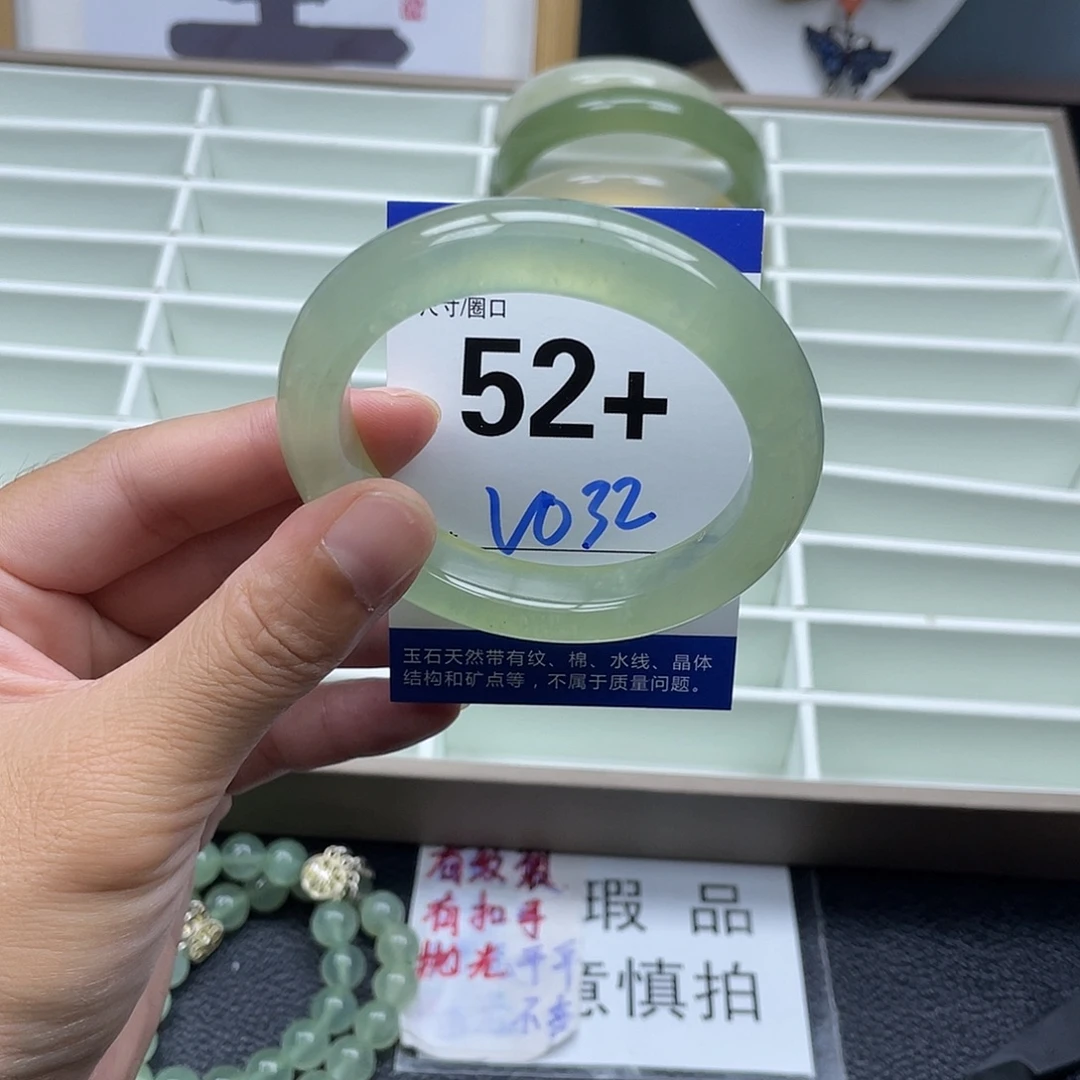 尺寸/圈口
52+
V032
玉石天然带有纹、棉、水线、晶体
结构和矿点等，不属于质量问题。
有纹裂
有扣手
抛光
瑕 品
意慎拍